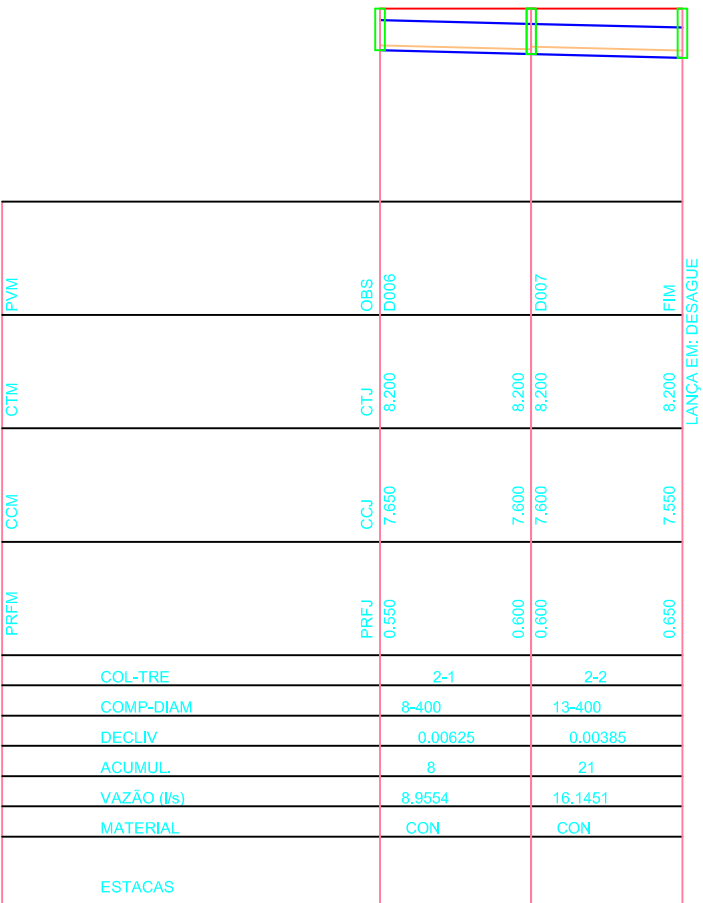 PVM OBS D006 D007 FIM
LANÇA EM: DESAGUE
CTM CTJ 8.200 8.200 8.200 8.200
CCM CCJ 7.650 7.600 7.600 7.550
PRFM PRFJ 0.550 0.600 0.600 0.650
COL-TRE 2-1 2-2
COMP-DIAM 8-400 13-400
DECLIV 0.00625 0.00385
ACUMUL. 8 21
VAZÃO (l/s) 8.9554 16.1451
MATERIAL CON CON
ESTACAS